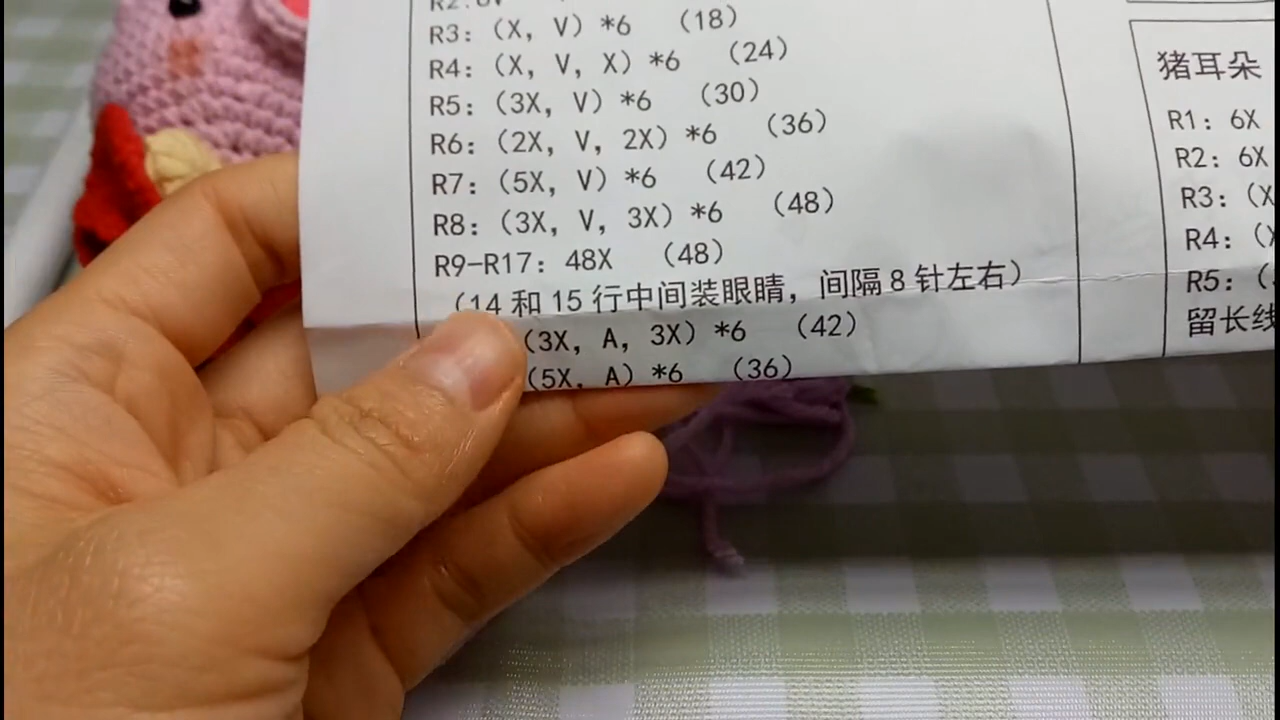 R2:6V
R3: (X, V) *6 (18)
R4: (X, V, X) *6 (24)
R5: (3X, V) *6 (30)
R6: (2X, V, 2X) *6 (36)
R7: (5X, V) *6 (42)
R8: (3X, V, 3X) *6 (48)
R9-R17: 48X (48)
(14 和 15 行中间装眼睛, 间隔 8 针左右)
(3X, A, 3X) *6 (42)
(5X, A) *6 (36)
猪耳朵
R1: 6X
R2: 6X
R3: (X
R4: (X
R5: (
留长线